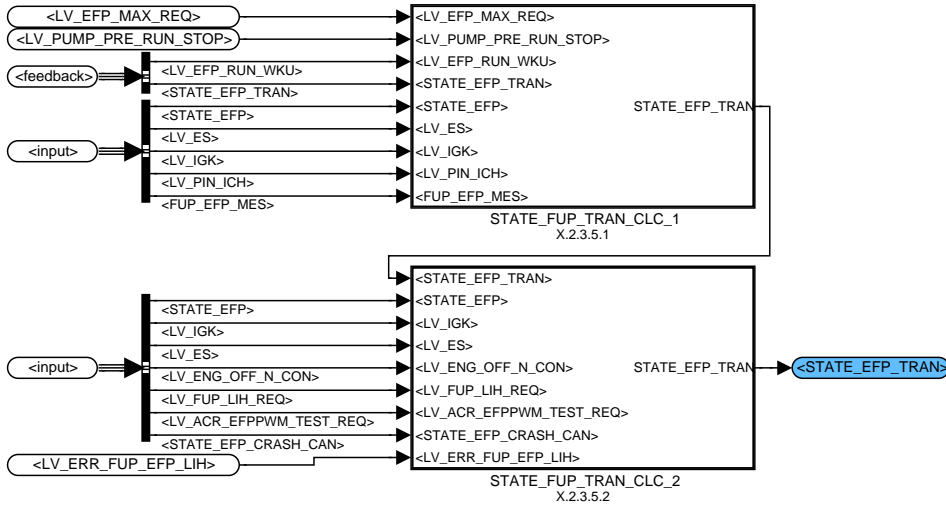 <LV_EFP_MAX_REQ>
<LV_PUMP_PRE_RUN_STOP>
<feedback>
<LV_EFP_RUN_WKU>
<STATE_EFP_TRAN>
<input>
<STATE_EFP>
<LV_ES>
<LV_IGK>
<LV_PIN_ICH>
<FUP_EFP_MES>
<LV_EFP_MAX_REQ>
<LV_PUMP_PRE_RUN_STOP>
<LV_EFP_RUN_WKU>
<STATE_EFP_TRAN>
<STATE_EFP>
<LV_ES>
<LV_IGK>
<LV_PIN_ICH>
<FUP_EFP_MES>
STATE_EFP_TRAN
STATE_FUP_TRAN_CLC_1
X.2.3.5.1
<input>
<STATE_EFP>
<LV_IGK>
<LV_ES>
<LV_ENG_OFF_N_CON>
<LV_FUP_LIH_REQ>
<LV_ACR_EFPPWM_TEST_REQ>
<STATE_EFP_CRASH_CAN>
<LV_ERR_FUP_EFP_LIH>
<STATE_EFP_TRAN>
<STATE_EFP>
<LV_IGK>
<LV_ES>
<LV_ENG_OFF_N_CON>
<LV_FUP_LIH_REQ>
<LV_ACR_EFPPWM_TEST_REQ>
<STATE_EFP_CRASH_CAN>
<LV_ERR_FUP_EFP_LIH>
STATE_EFP_TRAN
<STATE_EFP_TRAN>
STATE_FUP_TRAN_CLC_2
X.2.3.5.2